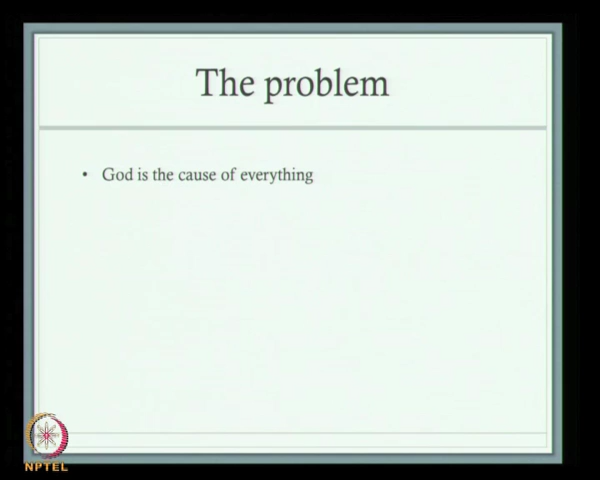 The problem
• God is the cause of everything
NPTEL